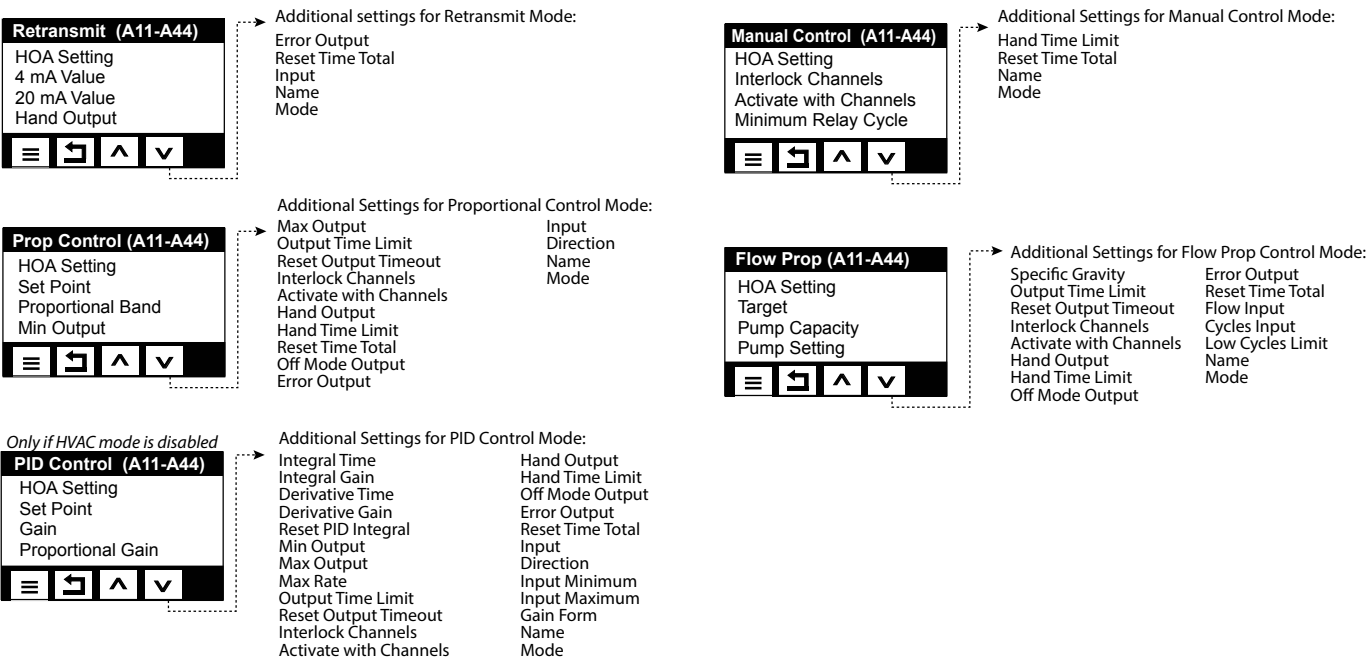 Retransmit (A11-A44)
HOA Setting
4 mA Value
20 mA Value
Hand Output
Additional settings for Retransmit Mode:
Error Output
Reset Time Total
Input
Name
Mode
Manual Control (A11-A44)
HOA Setting
Interlock Channels
Activate with Channels
Minimum Relay Cycle
Additional Settings for Manual Control Mode:
Hand Time Limit
Reset Time Total
Name
Mode
Prop Control (A11-A44)
HOA Setting
Set Point
Proportional Band
Min Output
Additional Settings for Proportional Control Mode:
Max Output
Output Time Limit
Reset Output Timeout
Interlock Channels
Activate with Channels
Hand Output
Hand Time Limit
Reset Time Total
Off Mode Output
Error Output
Input
Direction
Name
Mode
Flow Prop (A11-A44)
HOA Setting
Target
Pump Capacity
Pump Setting
Additional Settings for Flow Prop Control Mode:
Specific Gravity
Output Time Limit
Reset Output Timeout
Interlock Channels
Activate with Channels
Hand Output
Hand Time Limit
Off Mode Output
Error Output
Reset Time Total
Flow Input
Cycles Input
Low Cycles Limit
Name
Mode
Only if HVAC mode is disabled
PID Control (A11-A44)
HOA Setting
Set Point
Gain
Proportional Gain
Additional Settings for PID Control Mode:
Integral Time
Integral Gain
Derivative Time
Derivative Gain
Reset PID Integral
Min Output
Max Output
Max Rate
Output Time Limit
Reset Output Timeout
Interlock Channels
Activate with Channels
Hand Output
Hand Time Limit
Off Mode Output
Error Output
Reset Time Total
Input
Direction
Input Minimum
Input Maximum
Gain Form
Name
Mode